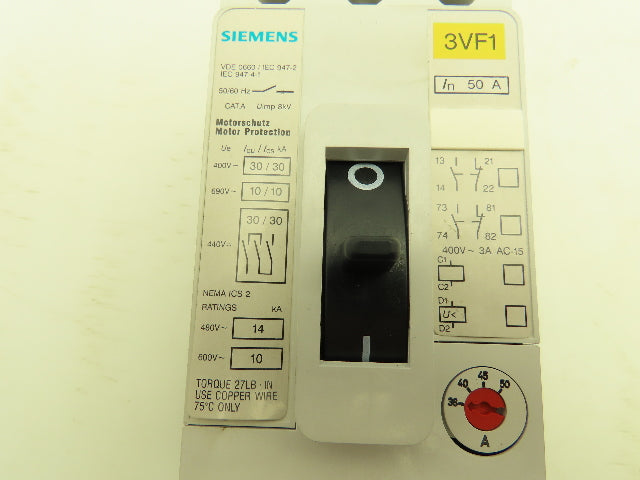 SIEMENS
VDE 0660 / IEC 947-2
IEC 947-4-1
50/60 Hz
CAT.A Uimp 8kV
Motorschutz
Motor Protection
Ue Icu / Ics kA
400V~ 30 / 30
690V~ 10 / 10
30 / 30
440V~
NEMA ICS 2
RATINGS kA
480V~ 14
600V~ 10
TORQUE 27LB - IN
USE COPPER WIRE
75°C ONLY
O
I
3VF1
In 50 A
13 21
14 22
73 81
74 82
400V~ 3A AC-15
C1
C2
D1
U<
D2
36 40 45 50
A